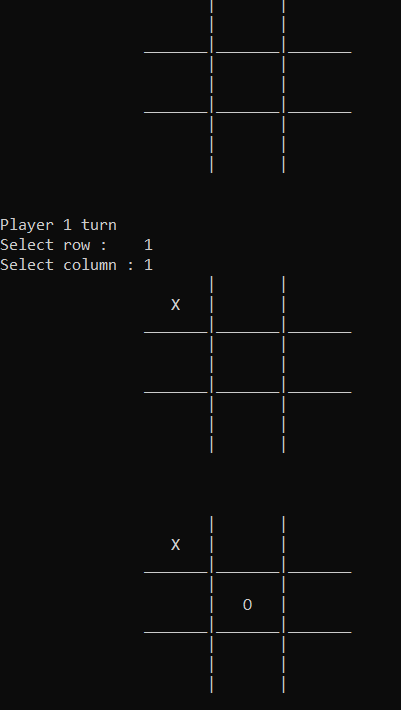 Player 1 turn
Select row : 1
Select column : 1
X
X
O